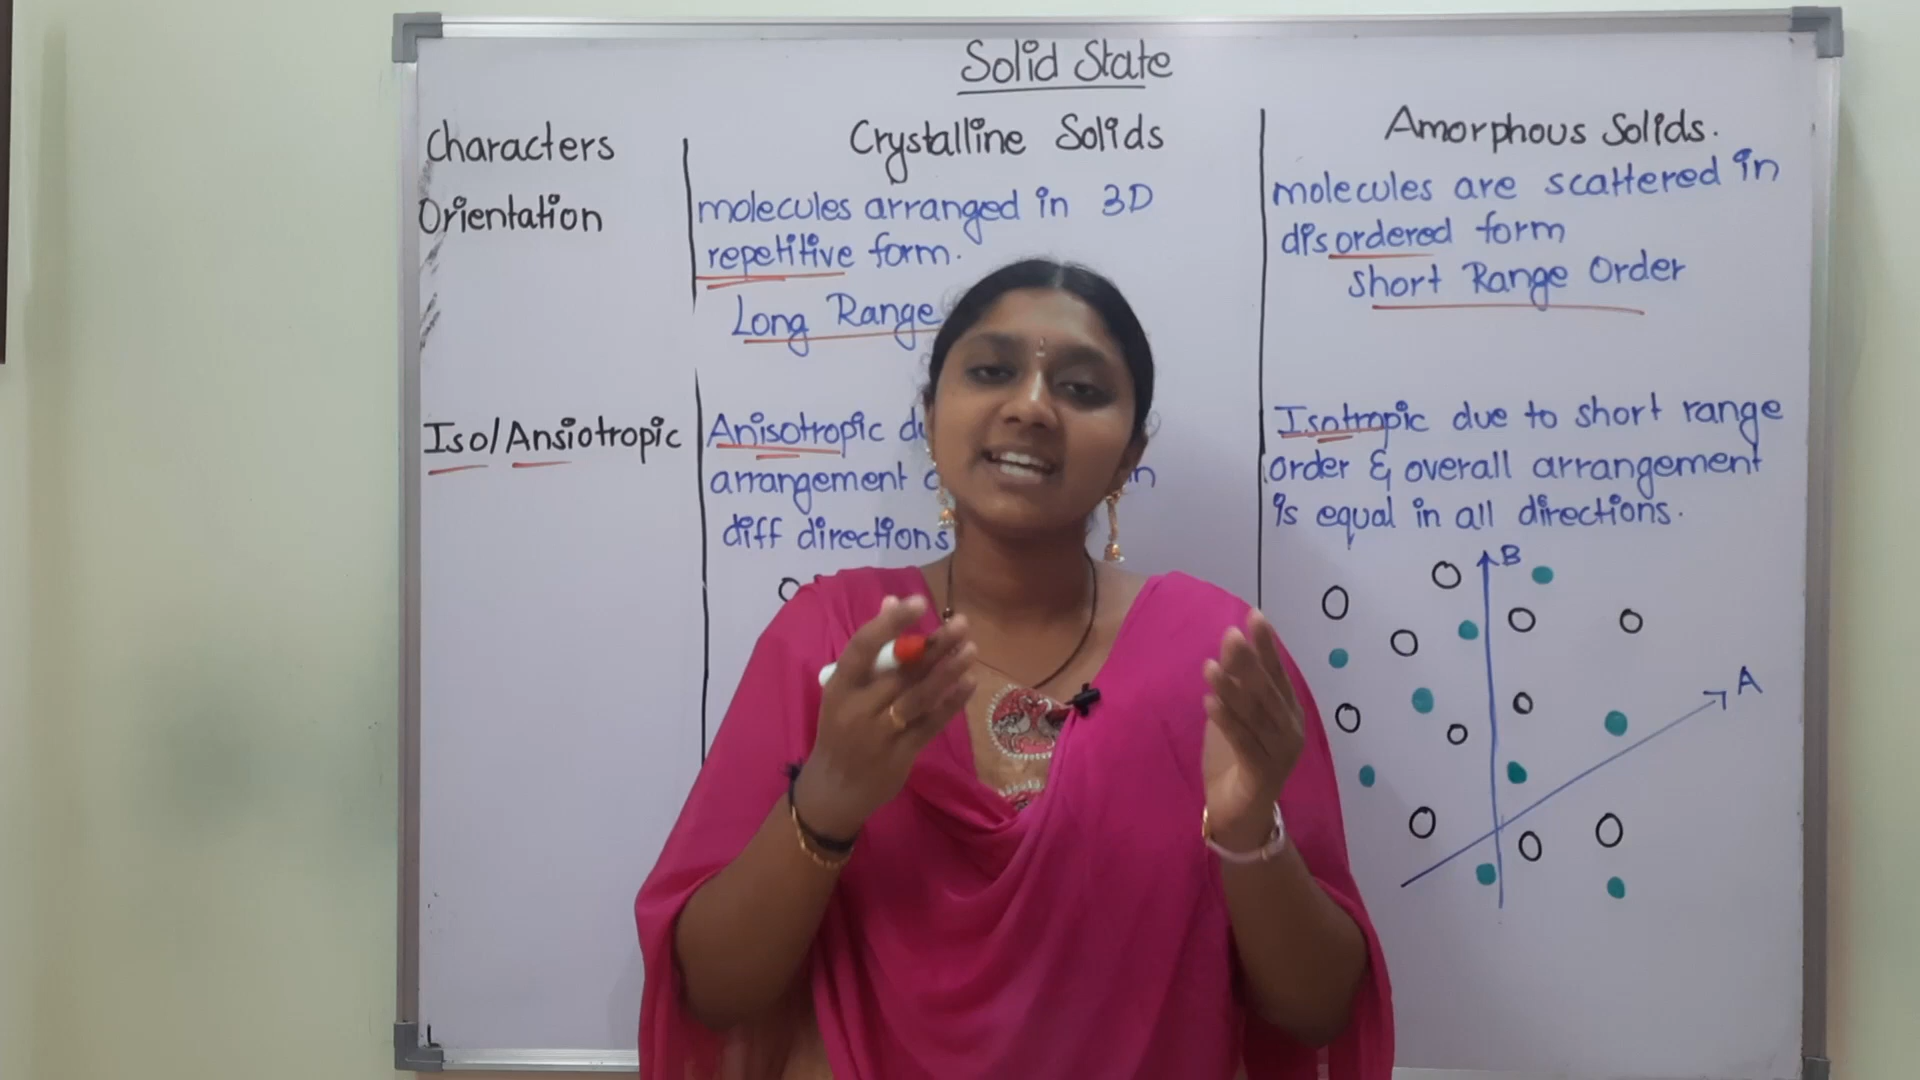 Solid State
Characters
Crystalline Solids
Amorphous Solids.
Orientation
molecules arranged in 3D
repetitive form.
Long Range
molecules are scattered in
disordered form
Short Range Order
Iso/Ansiotropic
Anisotropic
arrangement
diff directions
Isotropic due to short range
order & overall arrangement
is equal in all directions.
B
A